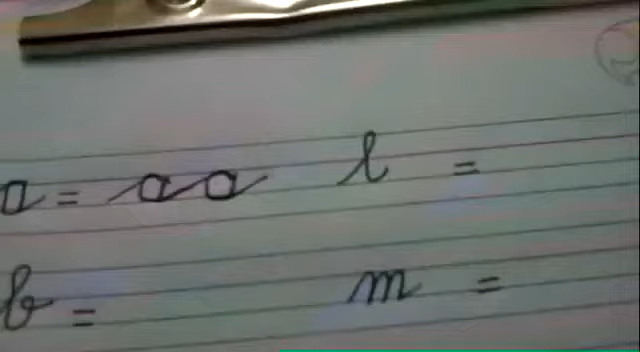 a = aa l =
b = m =